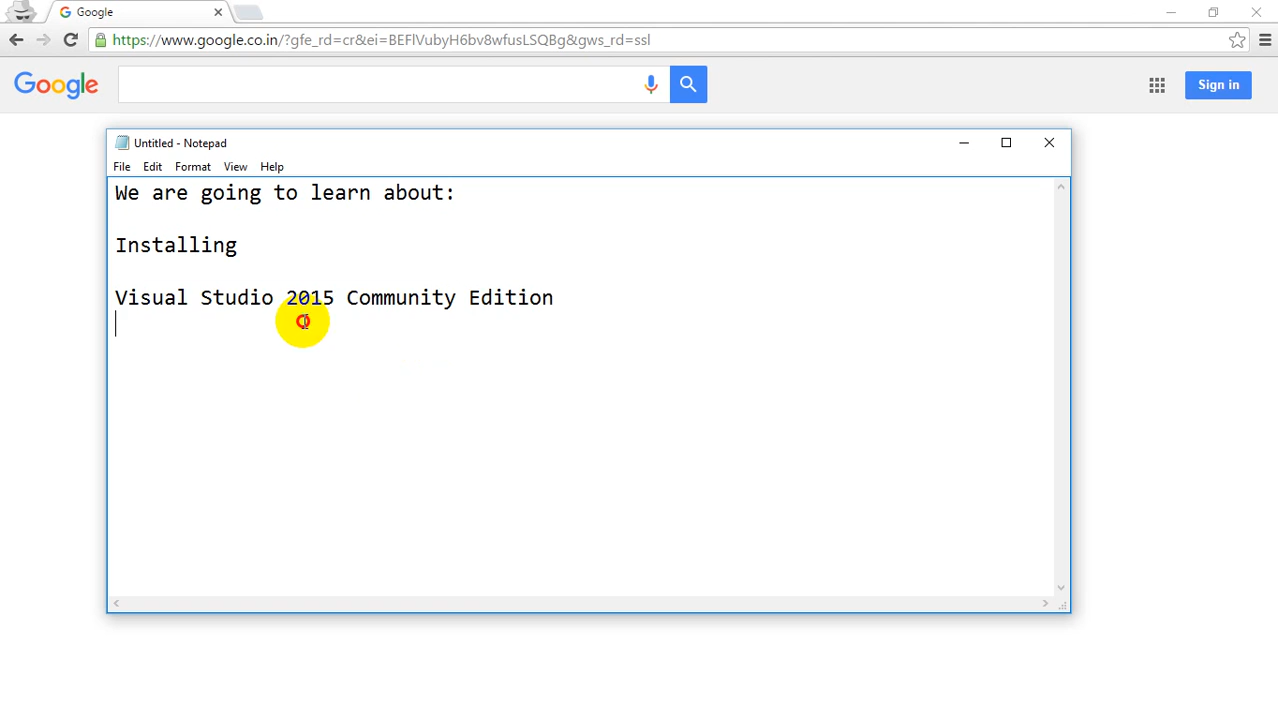 Google
https://www.google.co.in/?gfe_rd=cr&ei=BEFlVubyH6bv8wfusLSQBg&gws_rd=ssl
Google
Sign in
Untitled - Notepad
File Edit Format View Help
We are going to learn about:
Installing
Visual Studio 2015 Community Edition